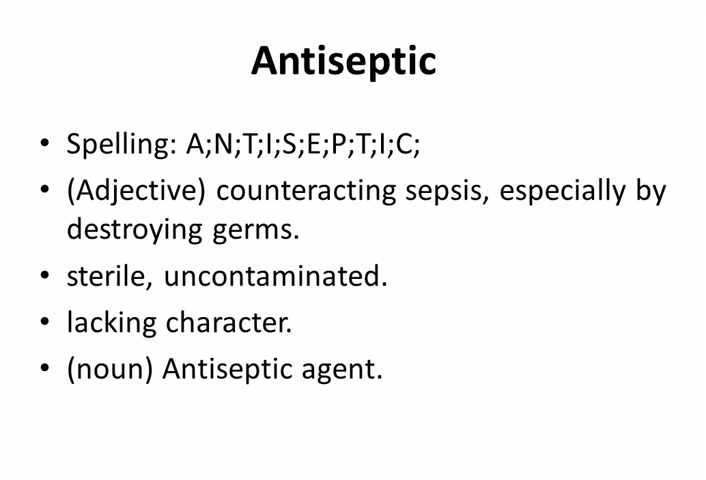 Antiseptic
• Spelling: A;N;T;I;S;E;P;T;I;C;
• (Adjective) counteracting sepsis, especially by
destroying germs.
• sterile, uncontaminated.
• lacking character.
• (noun) Antiseptic agent.